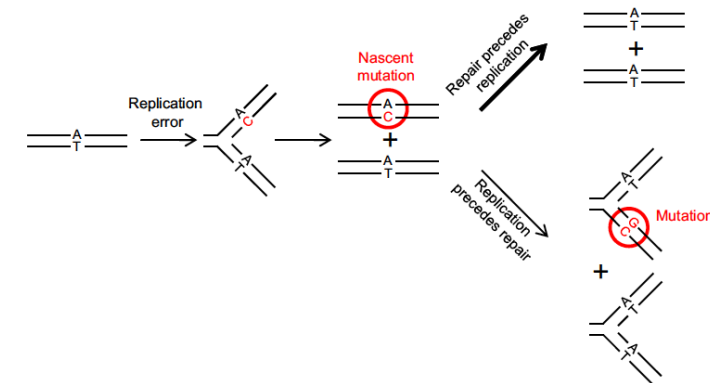 A
T
Replication
error
A
C
A
T
Nascent
mutation
A
C
+
A
T
Repair precedes
replication
A
T
+
A
T
Replication
precedes repair
A
T
G
C
Mutation
+
A
T
A
T